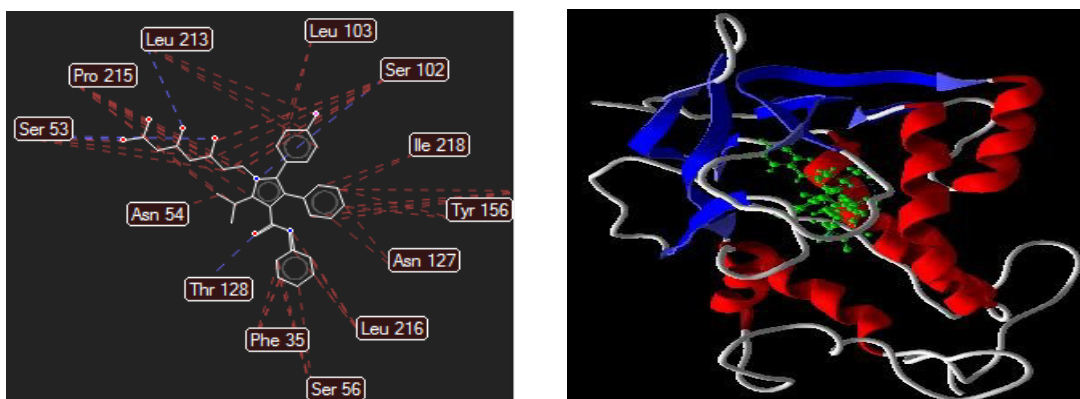 Leu 213
Leu 103
Pro 215
Ser 102
Ser 53
Ile 218
Asn 54
Tyr 156
Asn 127
Thr 128
Phe 35
Leu 216
Ser 56